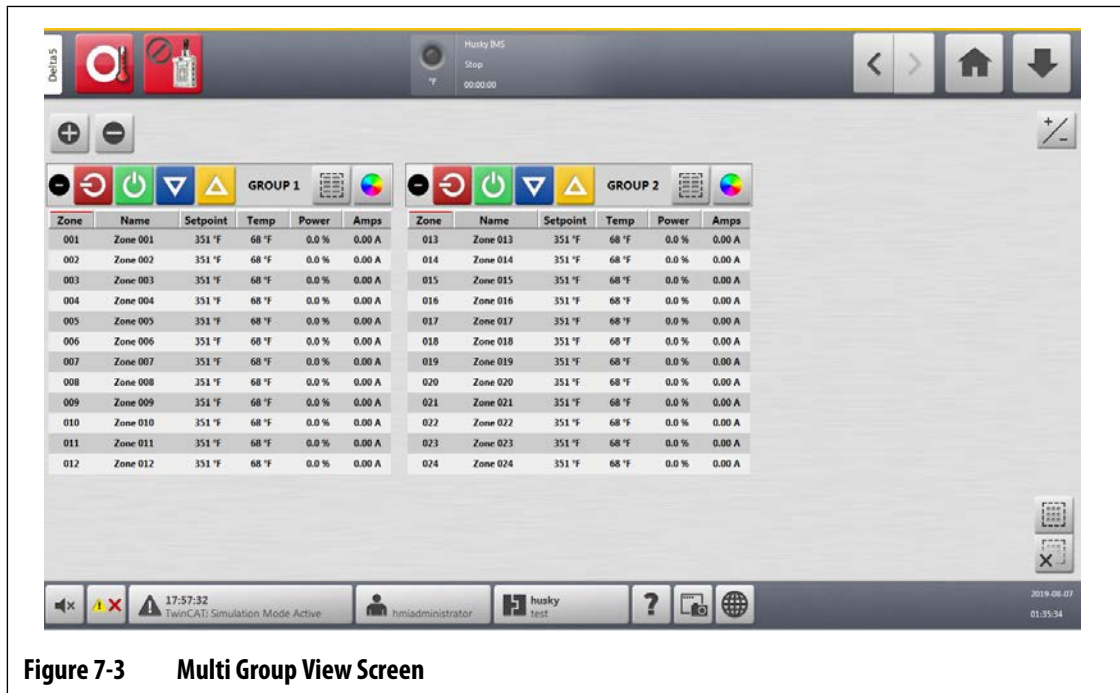 Delta5
Husky IMS
Stop
°F 00:00:00
GROUP 1
Zone Name Setpoint Temp Power Amps
001 Zone 001 351 °F 68 °F 0.0 % 0.00 A
002 Zone 002 351 °F 68 °F 0.0 % 0.00 A
003 Zone 003 351 °F 68 °F 0.0 % 0.00 A
004 Zone 004 351 °F 68 °F 0.0 % 0.00 A
005 Zone 005 351 °F 68 °F 0.0 % 0.00 A
006 Zone 006 351 °F 68 °F 0.0 % 0.00 A
007 Zone 007 351 °F 68 °F 0.0 % 0.00 A
008 Zone 008 351 °F 68 °F 0.0 % 0.00 A
009 Zone 009 351 °F 68 °F 0.0 % 0.00 A
010 Zone 010 351 °F 68 °F 0.0 % 0.00 A
011 Zone 011 351 °F 68 °F 0.0 % 0.00 A
012 Zone 012 351 °F 68 °F 0.0 % 0.00 A
GROUP 2
Zone Name Setpoint Temp Power Amps
013 Zone 013 351 °F 68 °F 0.0 % 0.00 A
014 Zone 014 351 °F 68 °F 0.0 % 0.00 A
015 Zone 015 351 °F 68 °F 0.0 % 0.00 A
016 Zone 016 351 °F 68 °F 0.0 % 0.00 A
017 Zone 017 351 °F 68 °F 0.0 % 0.00 A
018 Zone 018 351 °F 68 °F 0.0 % 0.00 A
019 Zone 019 351 °F 68 °F 0.0 % 0.00 A
020 Zone 020 351 °F 68 °F 0.0 % 0.00 A
021 Zone 021 351 °F 68 °F 0.0 % 0.00 A
022 Zone 022 351 °F 68 °F 0.0 % 0.00 A
023 Zone 023 351 °F 68 °F 0.0 % 0.00 A
024 Zone 024 351 °F 68 °F 0.0 % 0.00 A
17:57:32
TwinCAT: Simulation Mode Active
hmiadministrator
husky
test
2019-08-07
01:35:34
Figure 7-3 Multi Group View Screen